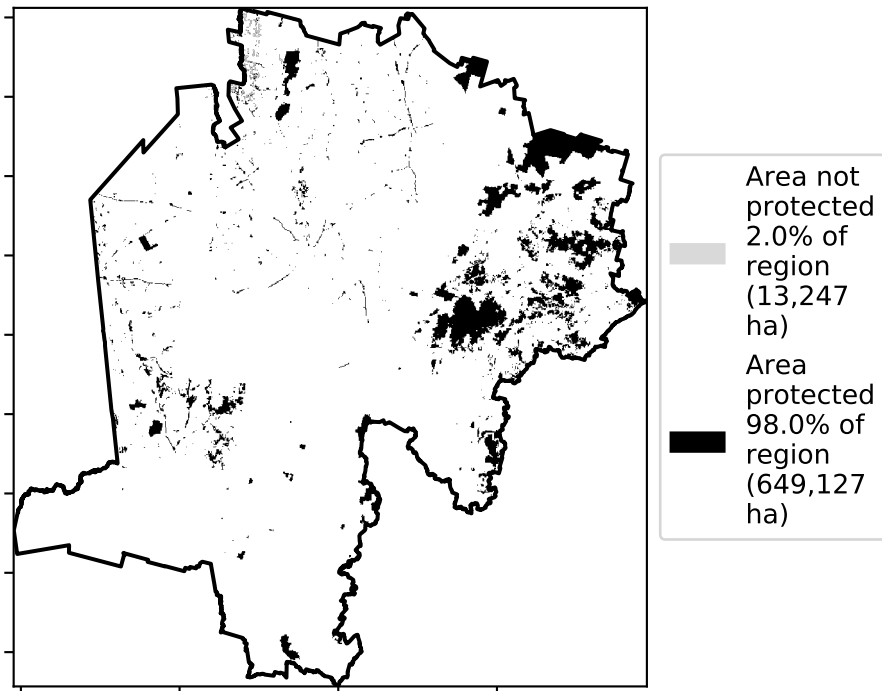 Area not
protected
2.0% of
region
(13,247
ha)
Area
protected
98.0% of
region
(649,127
ha)